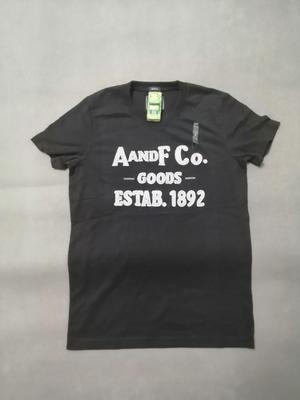 AANDF CO.
GOODS
ESTAB. 1892